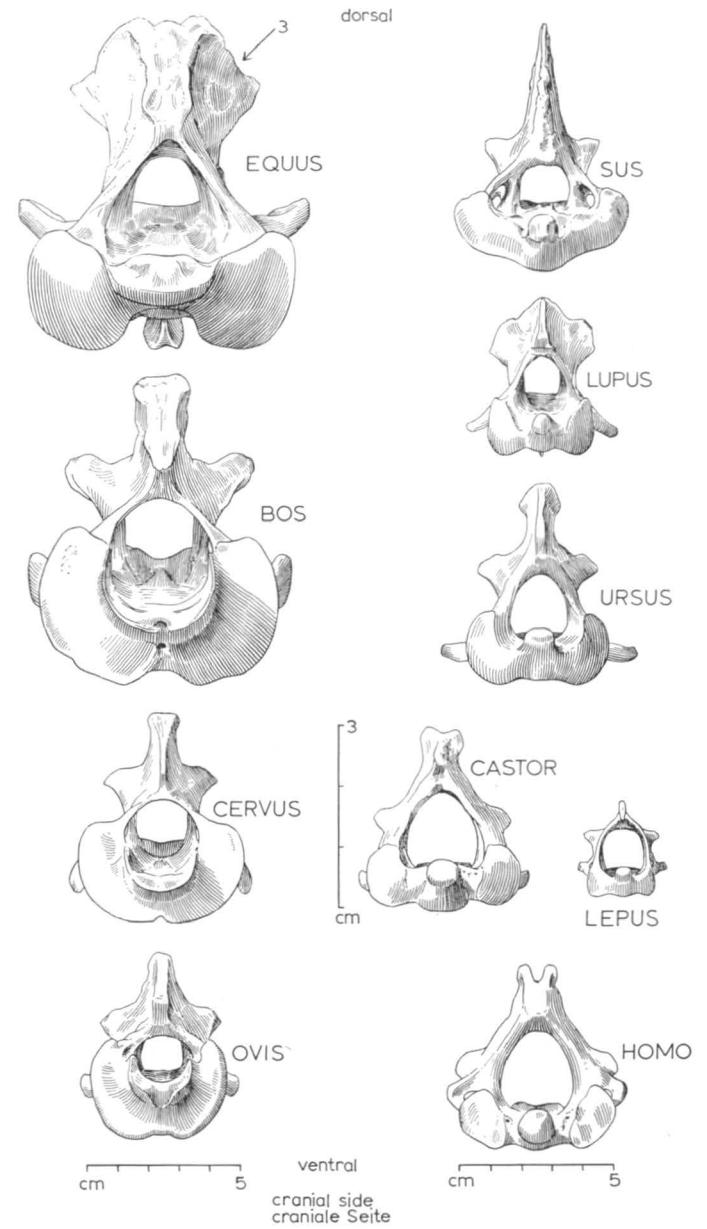 dorsal
3
EQUUS
SUS
LUPUS
BOS
URSUS
3
CASTOR
CERVUS
cm
LEPUS
OVIS
HOMO
ventral
cm 5
cm 5
cranial side
craniale Seite